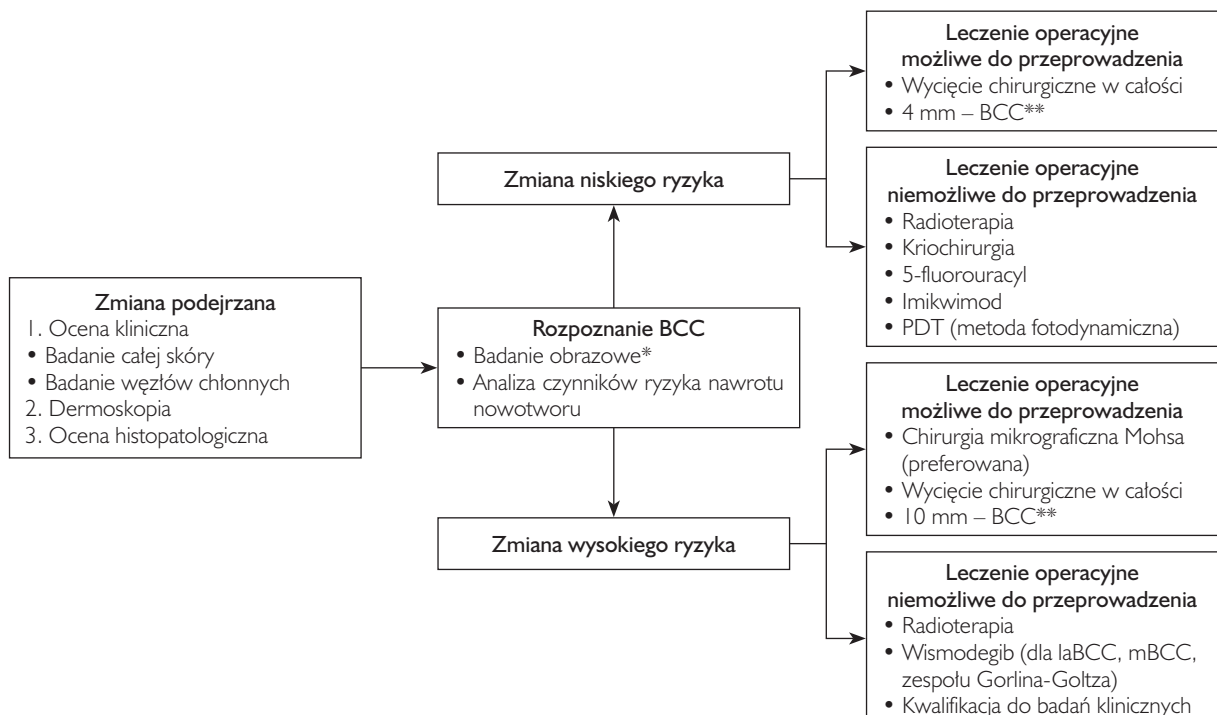 Zmiana podejrzana
1. Ocena kliniczna
• Badanie całej skóry
• Badanie węzłów chłonnych
2. Dermoskopia
3. Ocena histopatologiczna
Rozpoznanie BCC
• Badanie obrazowe*
• Analiza czynników ryzyka nawrotu
nowotworu
Zmiana niskiego ryzyka
Leczenie operacyjne
możliwe do przeprowadzenia
• Wycięcie chirurgiczne w całości
• 4 mm – BCC**
Leczenie operacyjne
niemożliwe do przeprowadzenia
• Radioterapia
• Kriochirurgia
• 5-fluorouracyl
• Imikwimod
• PDT (metoda fotodynamiczna)
Zmiana wysokiego ryzyka
Leczenie operacyjne
możliwe do przeprowadzenia
• Chirurgia mikrograficzna Mohsa
(preferowana)
• Wycięcie chirurgiczne w całości
• 10 mm – BCC**
Leczenie operacyjne
niemożliwe do przeprowadzenia
• Radioterapia
• Wismodegib (dla laBCC, mBCC,
zespołu Gorlina-Goltza)
• Kwalifikacja do badań klinicznych